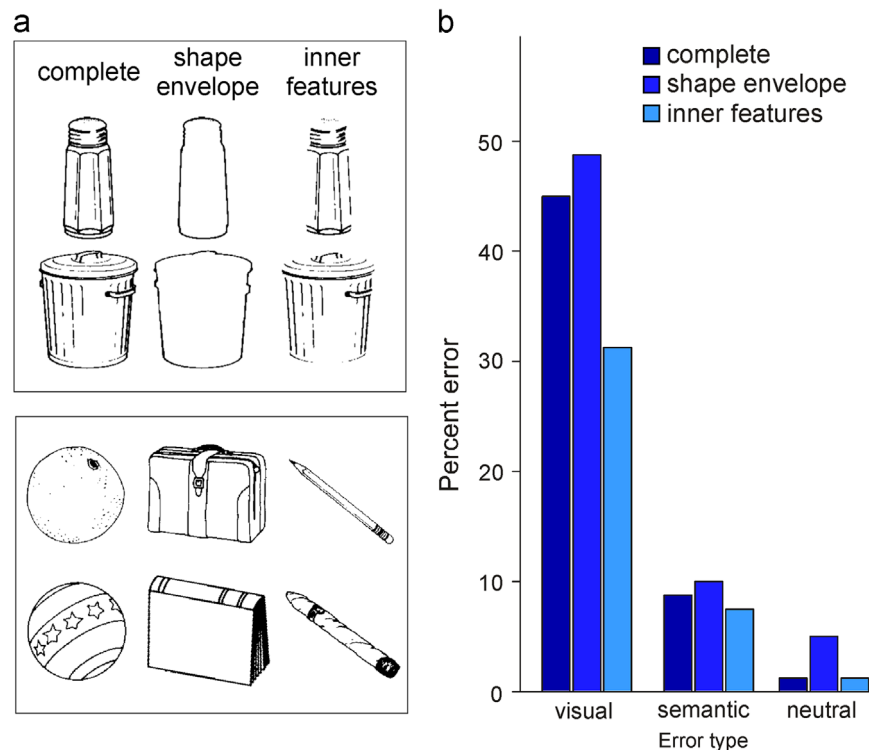 a
complete
shape
envelope
inner
features
b
complete
shape envelope
inner features
Percent error
50
40
30
20
10
0
visual
semantic
neutral
Error type